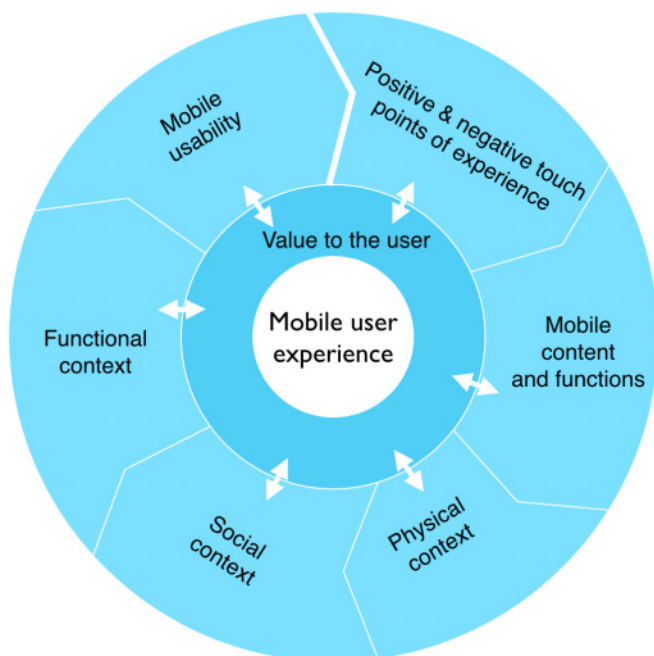 Mobile
usability
Positive & negative touch
points of experience
Value to the user
Mobile user
experience
Functional
context
Mobile
content
and functions
Social
context
Physical
context